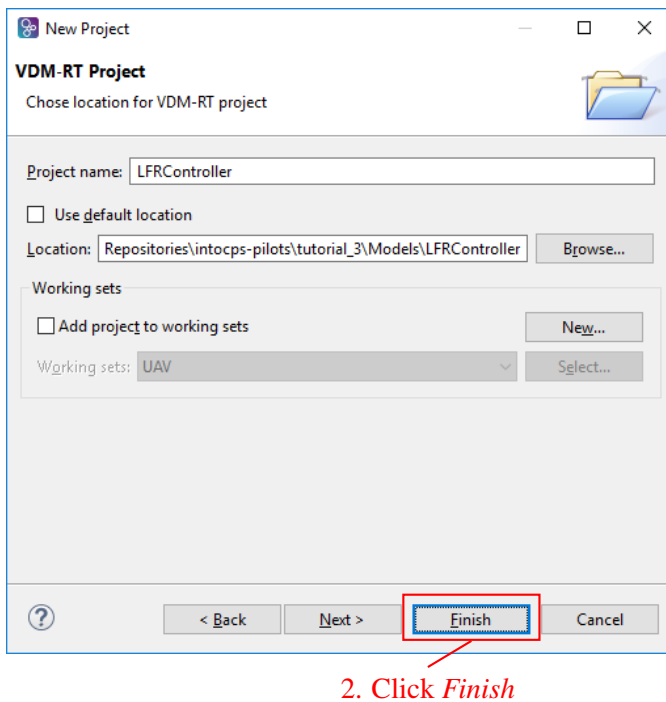 New Project
VDM-RT Project
Chose location for VDM-RT project
Project name: LFRController
Use default location
Location: Repositories\intocps-pilots\tutorial_3\Models\LFRController Browse...
Working sets
Add project to working sets New...
Working sets: UAV Select...
? < Back Next > Finish Cancel
2. Click Finish